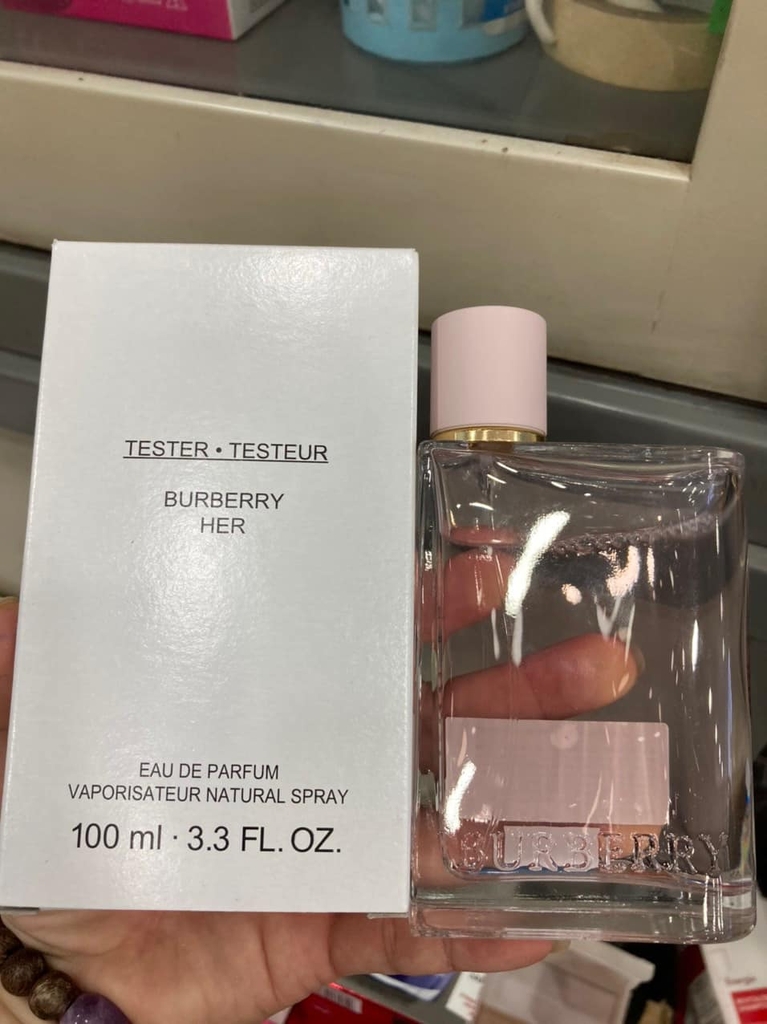 TESTER • TESTEUR
BURBERRY
HER
EAU DE PARFUM
VAPORISATEUR NATURAL SPRAY
100 ml · 3.3 FL. OZ.
BURBERRY